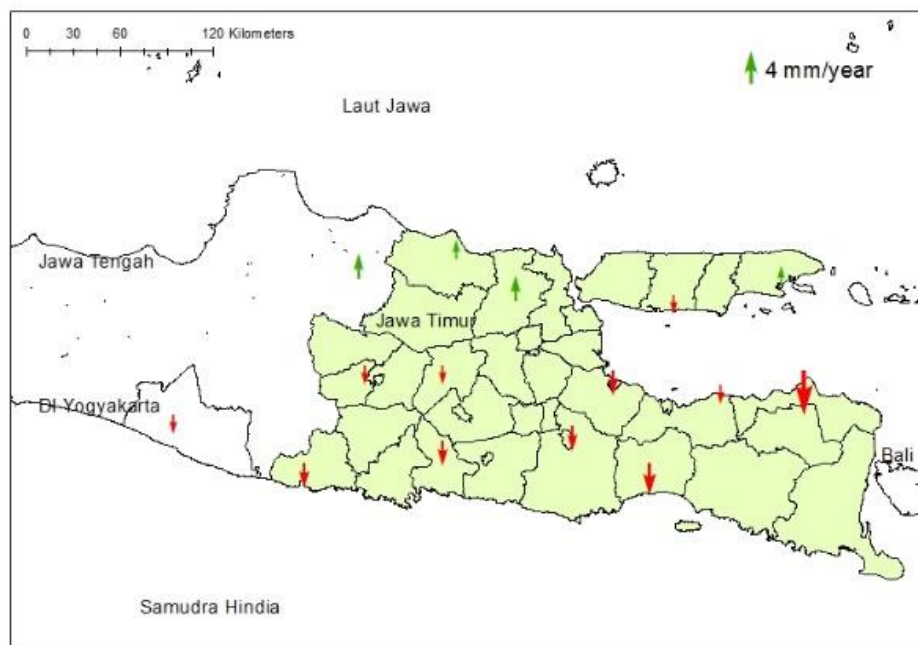 0 30 60 120 Kilometers
4 mm/year
Laut Jawa
Jawa Tengah
Jawa Timur
DI Yogyakarta
Bali
Samudra Hindia